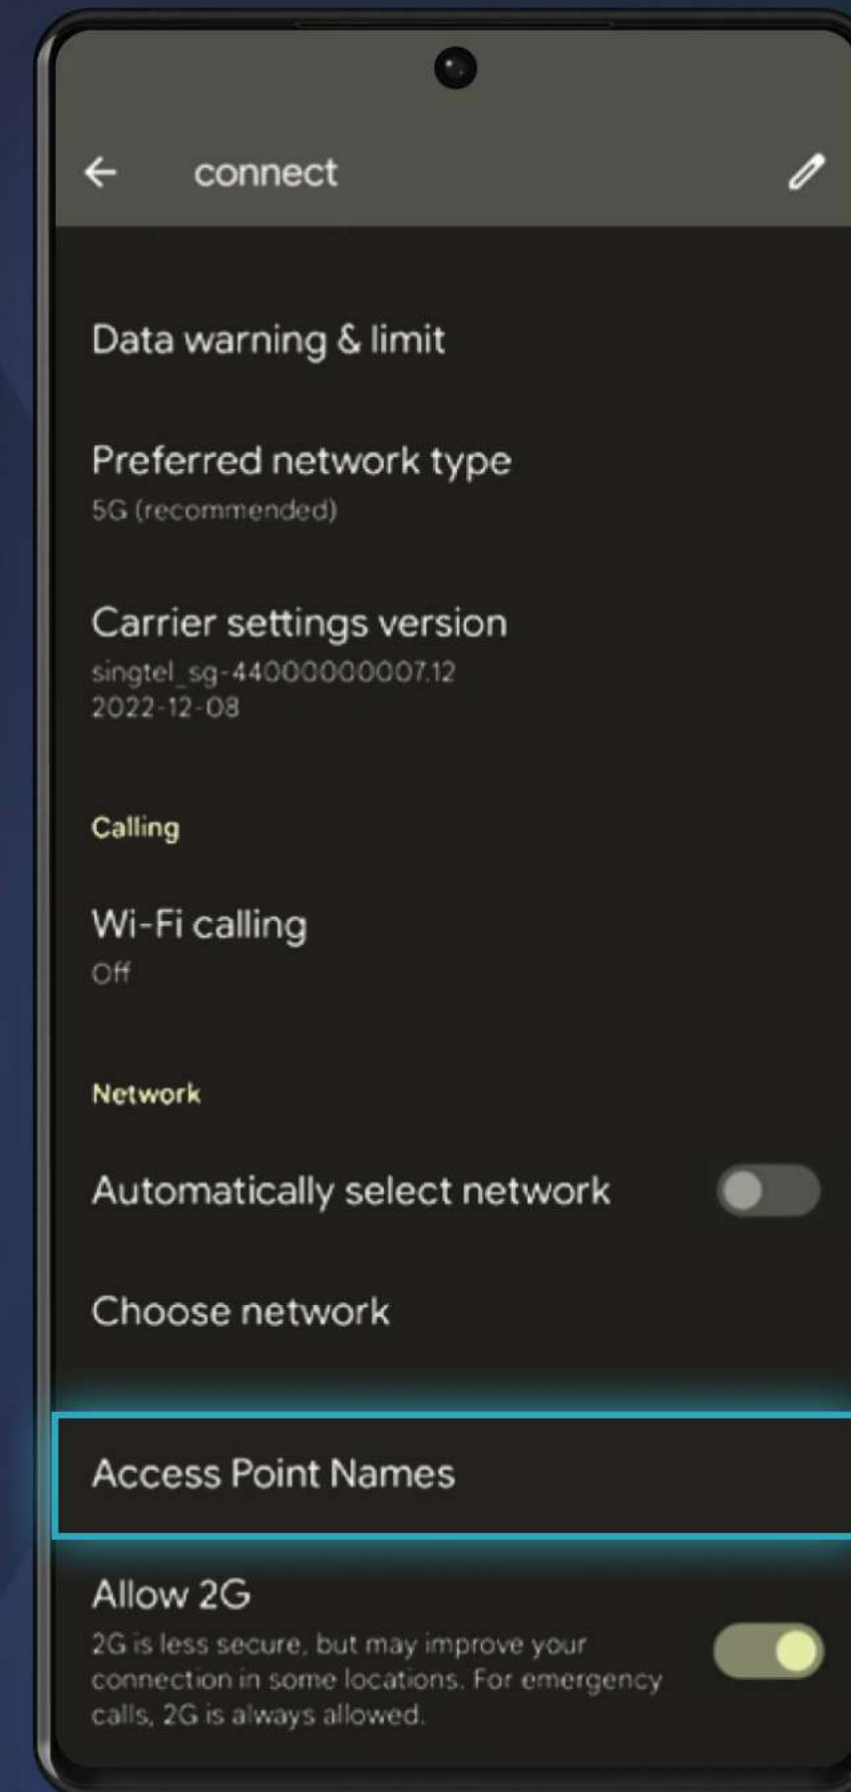 connect
Data warning & limit
Preferred network type
5G (recommended)
Carrier settings version
singtel_sg-44000000007.12
2022-12-08
Calling
Wi-Fi calling
Off
Network
Automatically select network
Choose network
Access Point Names
Allow 2G
2G is less secure, but may improve your
connection in some locations. For emergency
calls, 2G is always allowed.